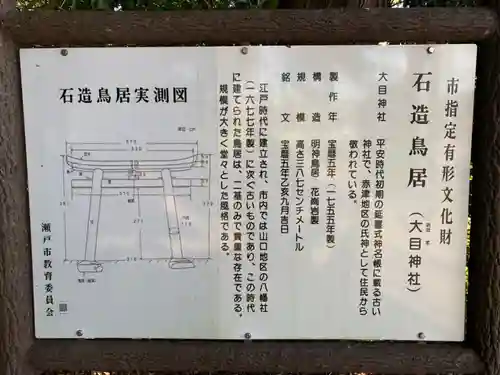 市指定有形文化財
石造鳥居（大目神社）
大目神社　平安時代初期の延喜式神名帳に載る古い
神社で、赤津地区の氏神として住民から
敬われている。
製作年　宝暦五年（一七五五年製）
構造　明神鳥居　花崗岩製
規模　高さ三八七センチメートル
銘文　宝暦五年乙亥九月吉日
江戸時代に建立され、市内では山口地区の八幡社
（一六七七年製）に次ぐ古いものであり、この時代
に建てられた鳥居は、二基のみで貴重な存在である。
規模が大きく堂々とした風格である。
石造鳥居実測図
瀬戸市教育委員会